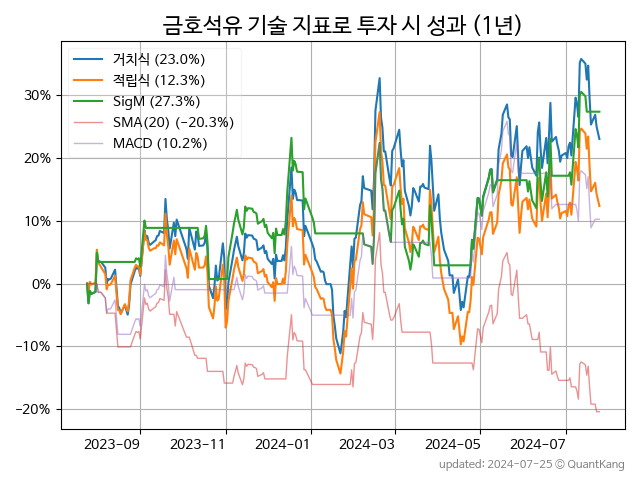 금호석유 기술 지표로 투자 시 성과 (1년)
거치식 (23.0%)
적립식 (12.3%)
SigM (27.3%)
SMA(20) (−20.3%)
MACD (10.2%)
30%
20%
10%
0%
−10%
−20%
2023-09 2023-11 2024-01 2024-03 2024-05 2024-07
updated: 2024-07-25 © QuantKang